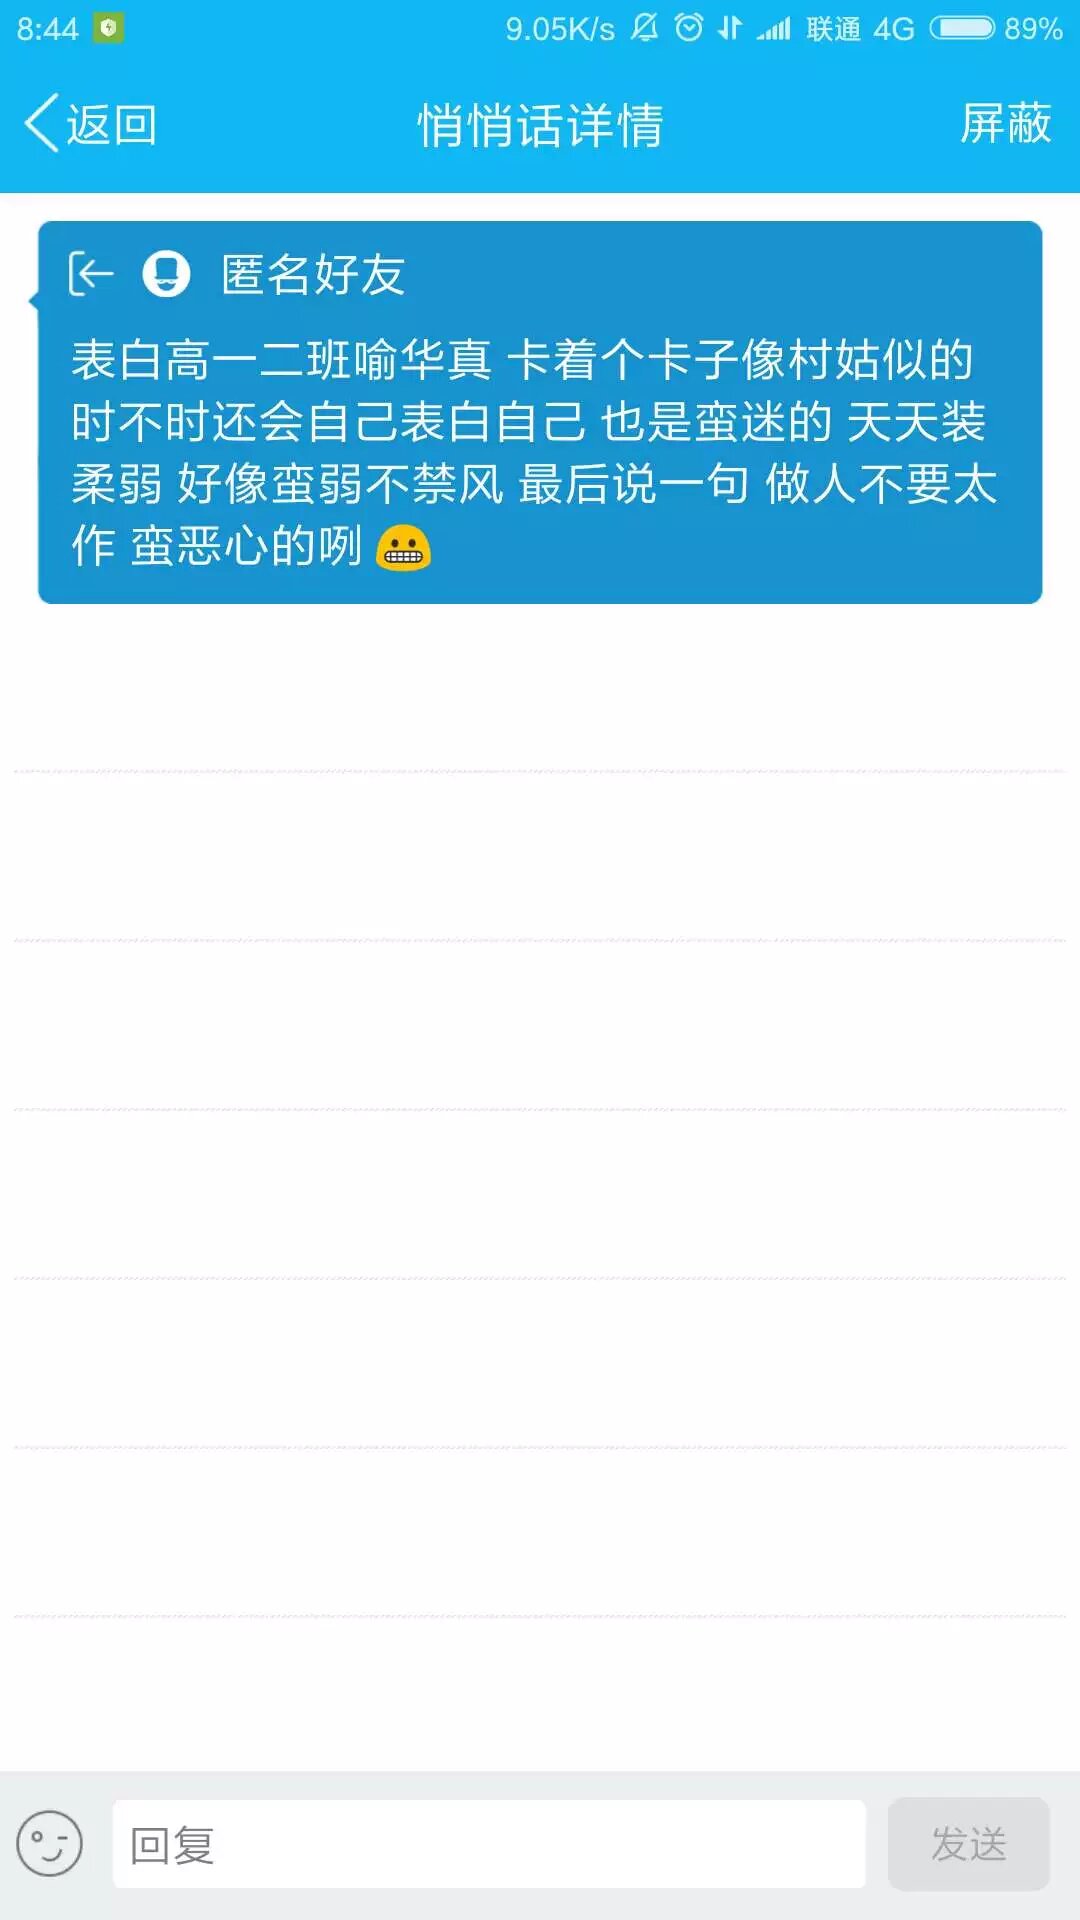 8:44 9.05K/s 联通 4G 89%
返回 悄悄话详情 屏蔽
匿名好友
表白高一二班喻华真 卡着个卡子像村姑似的
时不时还会自己表白自己 也是蛮迷的 天天装
柔弱 好像蛮弱不禁风 最后说一句 做人不要太
作 蛮恶心的咧😬
回复 发送